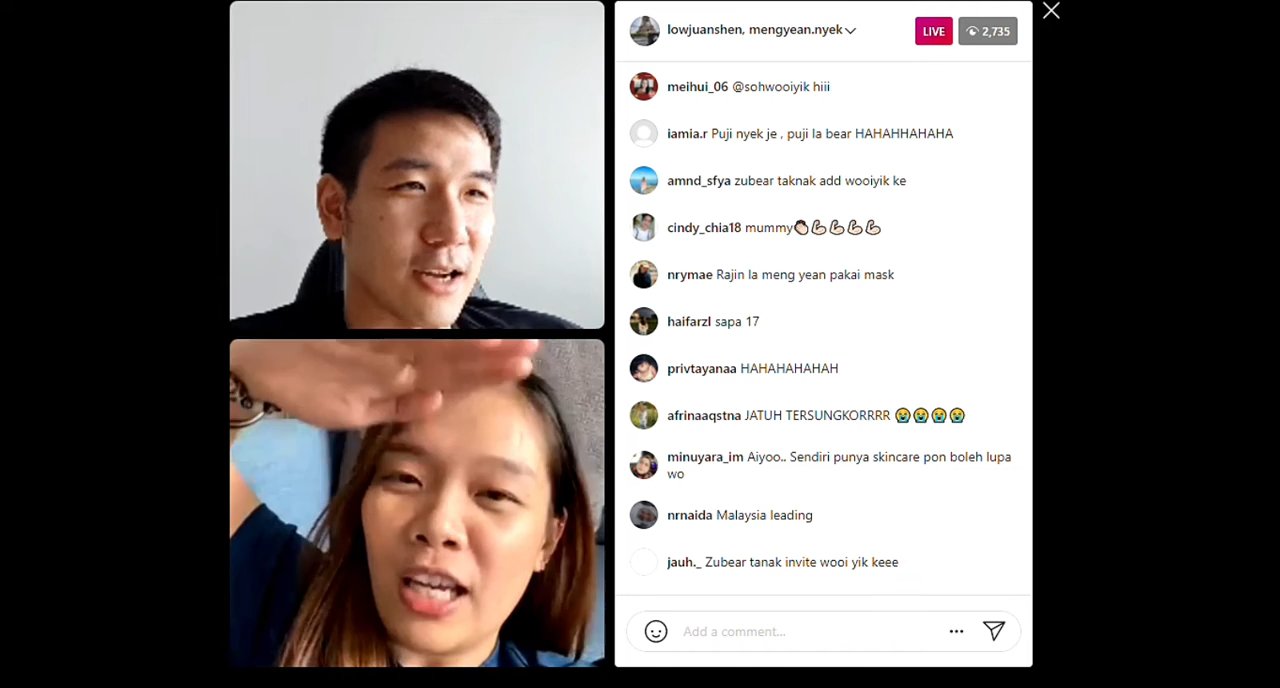 lowjuanshen, mengyean.nyek
LIVE
2,735
meihui_06 @sohwooiyik hiii
iamia.r Puji nyek je , puji la bear HAHAHHAHAHA
amnd_sfya zubear taknak add wooiyik ke
cindy_chia18 mummy👏🏻💪🏻💪🏻💪🏻💪🏻
nrymae Rajin la meng yean pakai mask
haifarzl sapa 17
privtayanaa HAHAHAHAHAH
afrinaaqstna JATUH TERSUNGKORRRR 😭😭😭😭
minuyara_im Aiyoo.. Sendiri punya skincare pon boleh lupa
wo
nrnaida Malaysia leading
jauh._ Zubear tanak invite wooi yik keee
Add a comment...